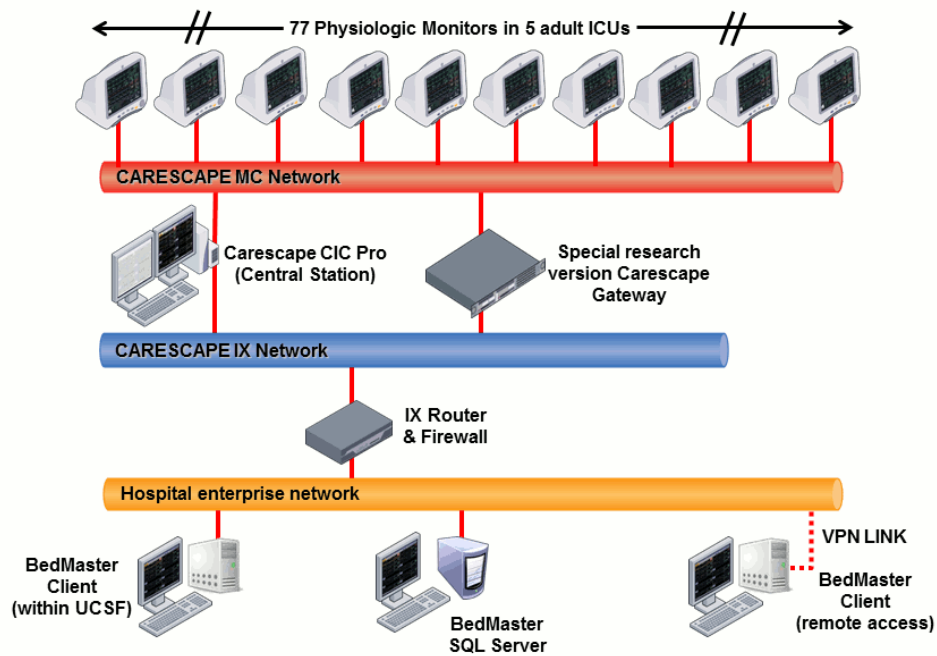 77 Physiologic Monitors in 5 adult ICUs
CARESCAPE MC Network
Carescape CIC Pro
(Central Station)
Special research
version Carescape
Gateway
CARESCAPE IX Network
IX Router
& Firewall
Hospital enterprise network
BedMaster
Client
(within UCSF)
BedMaster
SQL Server
VPN LINK
BedMaster
Client
(remote access)